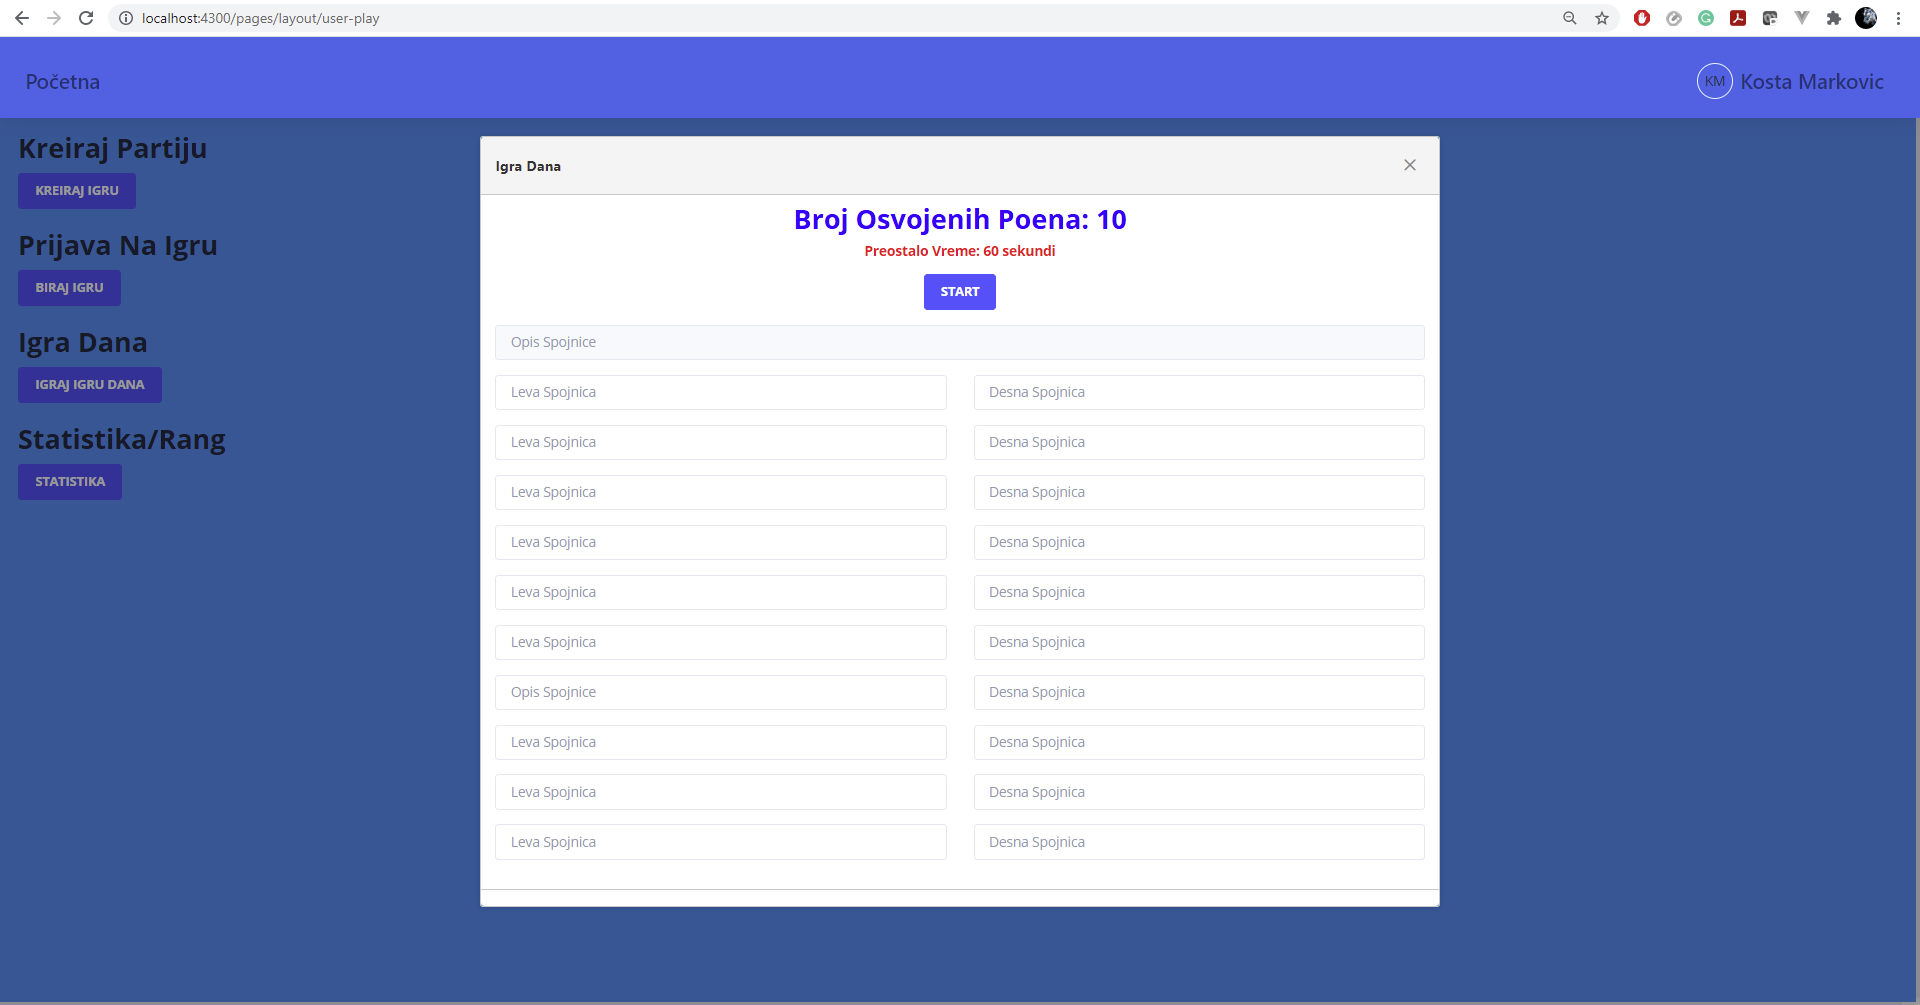 localhost:4300/pages/layout/user-play
Početna
KM Kosta Markovic
Kreiraj Partiju
KREIRAJ IGRU
Prijava Na Igru
BIRAJ IGRU
Igra Dana
IGRAJ IGRU DANA
Statistika/Rang
STATISTIKA
Igra Dana
Broj Osvojenih Poena: 10
Preostalo Vreme: 60 sekundi
START
Opis Spojnice
Leva Spojnica Desna Spojnica
Leva Spojnica Desna Spojnica
Leva Spojnica Desna Spojnica
Leva Spojnica Desna Spojnica
Leva Spojnica Desna Spojnica
Leva Spojnica Desna Spojnica
Opis Spojnice Desna Spojnica
Leva Spojnica Desna Spojnica
Leva Spojnica Desna Spojnica
Leva Spojnica Desna Spojnica